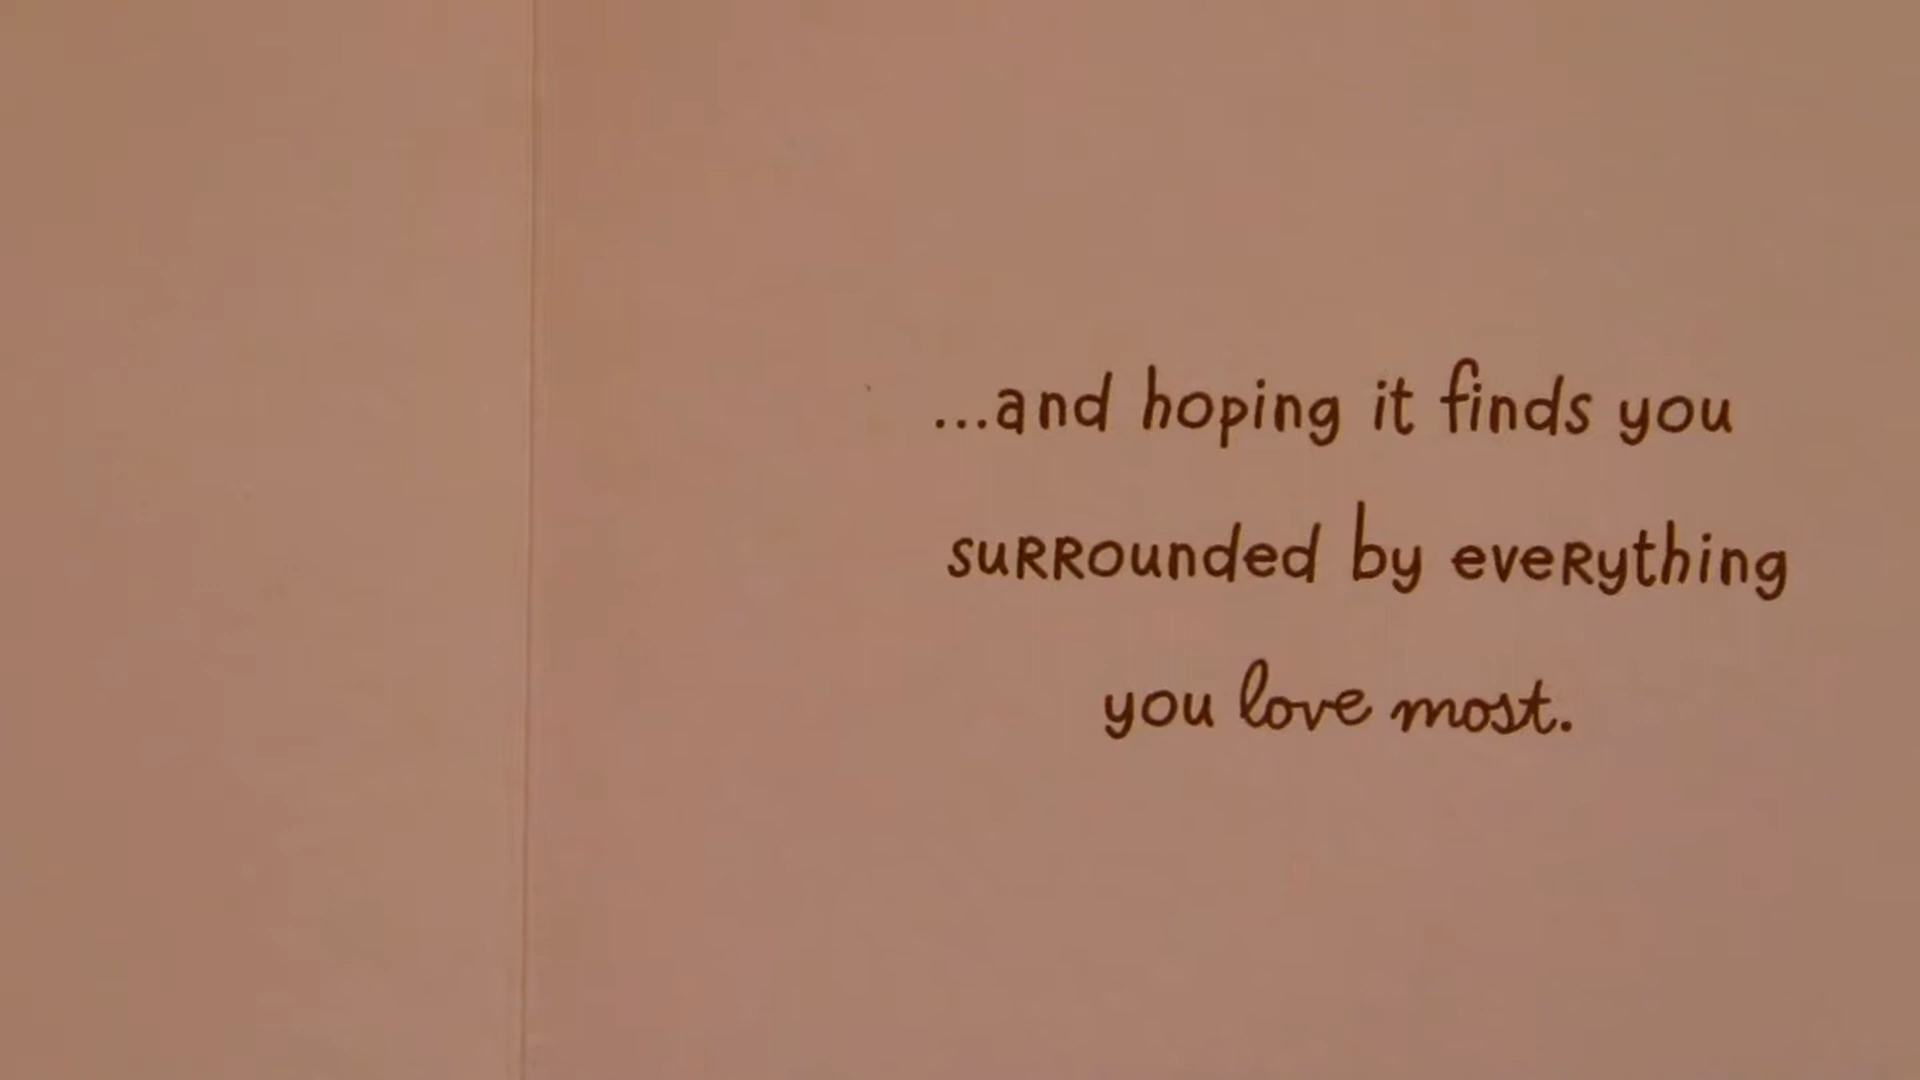 ...and hoping it finds you
surrounded by everything
you love most.